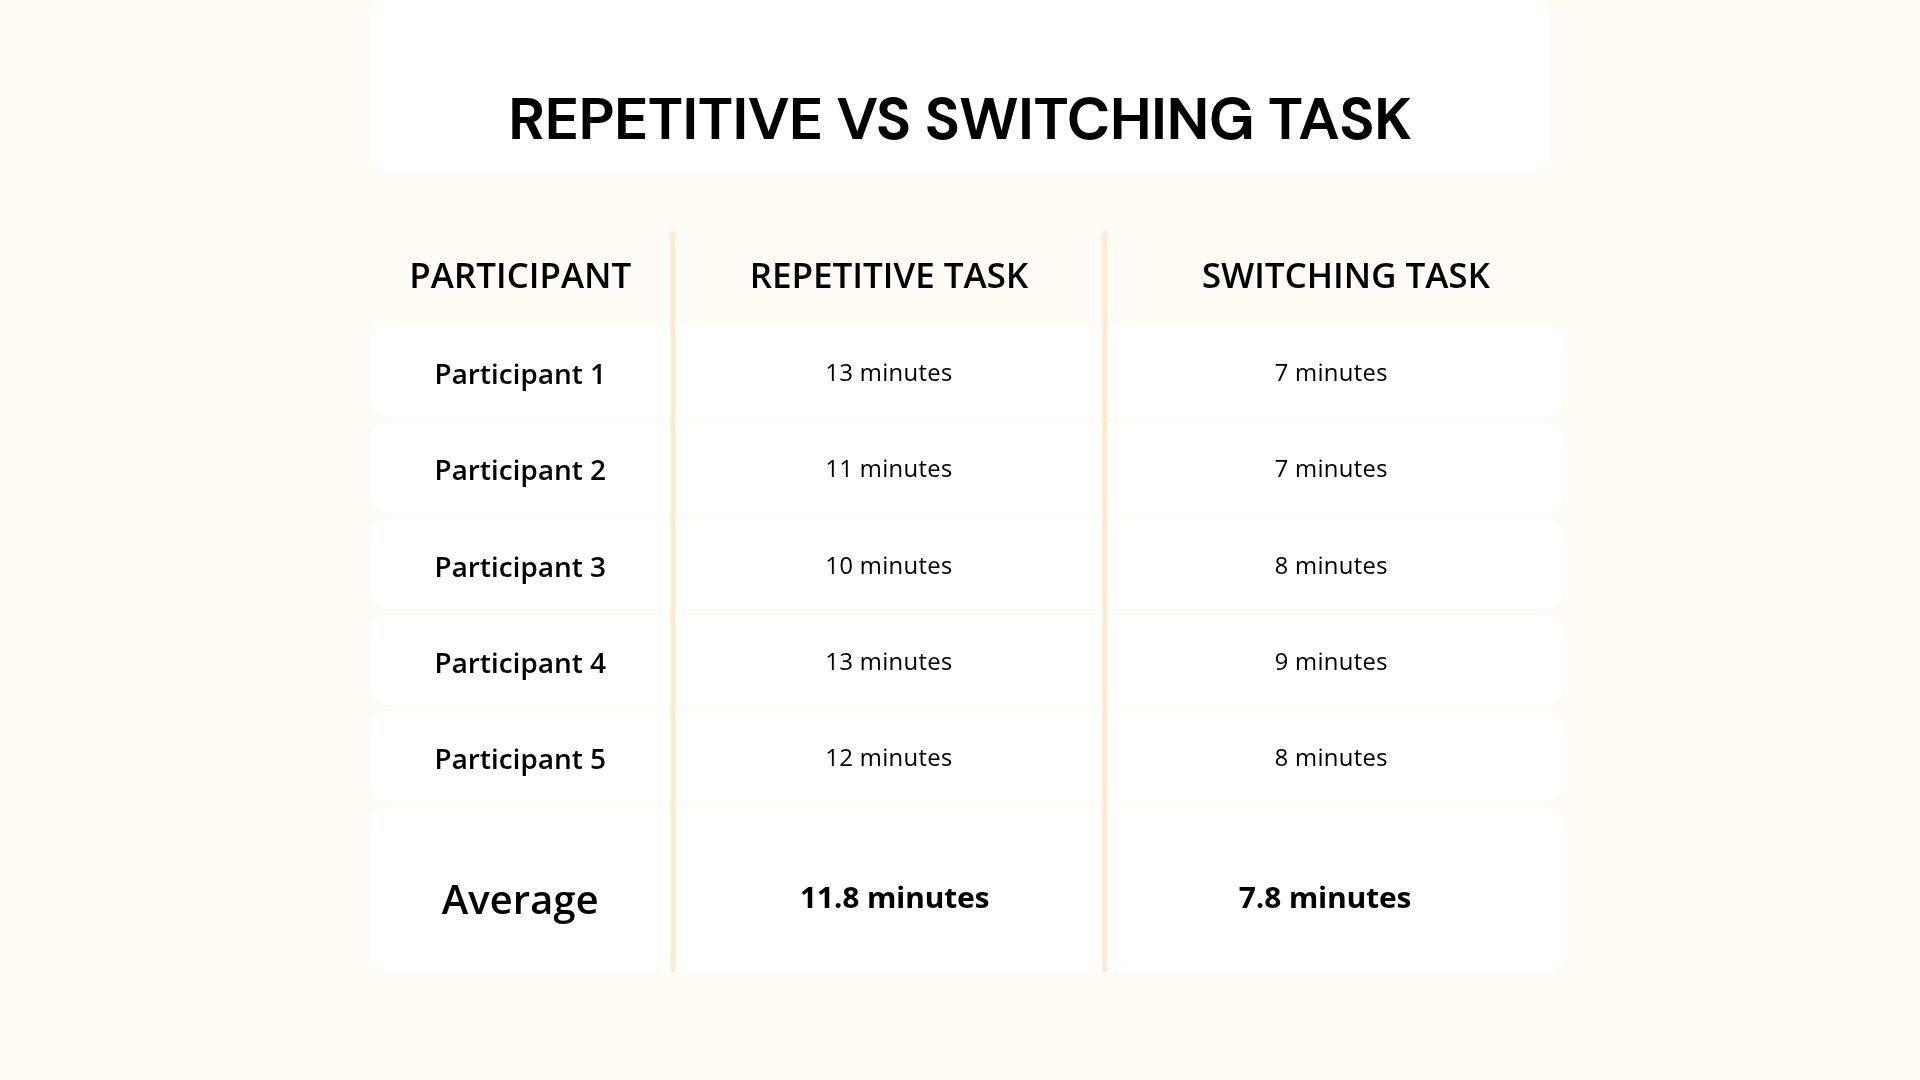 REPETITIVE VS SWITCHING TASK
PARTICIPANT REPETITIVE TASK SWITCHING TASK
Participant 1 13 minutes 7 minutes
Participant 2 11 minutes 7 minutes
Participant 3 10 minutes 8 minutes
Participant 4 13 minutes 9 minutes
Participant 5 12 minutes 8 minutes
Average 11.8 minutes 7.8 minutes